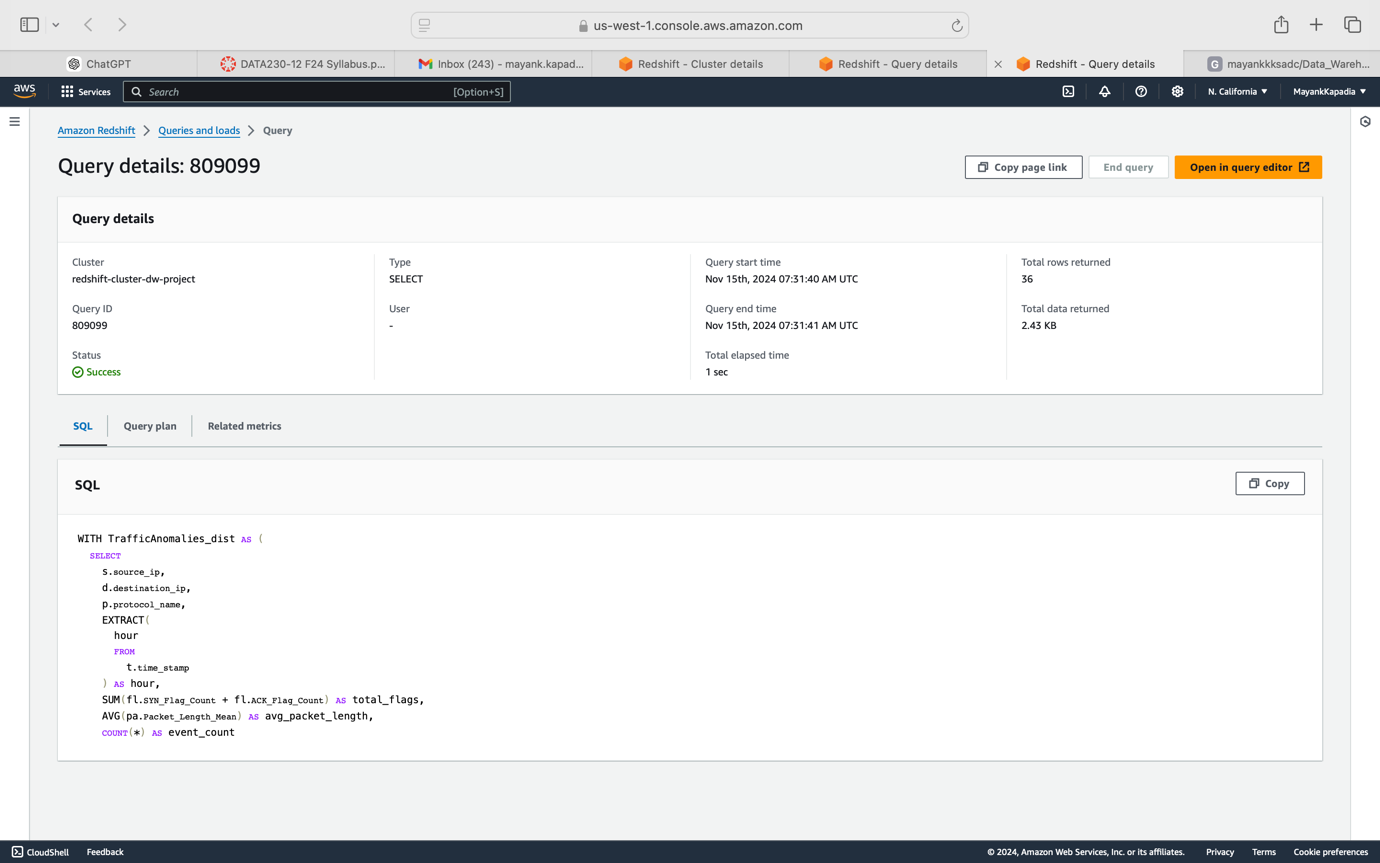 us-west-1.console.aws.amazon.com
ChatGPT
DATA230-12 F24 Syllabus.p...
Inbox (243) - mayank.kapad...
Redshift - Cluster details
Redshift - Query details
Redshift - Query details
G mayankkksadc/Data_Wareh...
aws
Services
Search
[Option+S]
N. California
MayankKapadia
Amazon Redshift
Queries and loads
Query
Query details: 809099
Copy page link
End query
Open in query editor
Query details
Cluster
redshift-cluster-dw-project
Query ID
809099
Status
Success
Type
SELECT
User
-
Query start time
Nov 15th, 2024 07:31:40 AM UTC
Query end time
Nov 15th, 2024 07:31:41 AM UTC
Total elapsed time
1 sec
Total rows returned
36
Total data returned
2.43 KB
SQL
Query plan
Related metrics
SQL
Copy
WITH TrafficAnomalies_dist AS (
SELECT
s.source_ip,
d.destination_ip,
p.protocol_name,
EXTRACT(
hour
FROM
t.time_stamp
) AS hour,
SUM(fl.SYN_Flag_Count + fl.ACK_Flag_Count) AS total_flags,
AVG(pa.Packet_Length_Mean) AS avg_packet_length,
COUNT(*) AS event_count
CloudShell
Feedback
© 2024, Amazon Web Services, Inc. or its affiliates.
Privacy
Terms
Cookie preferences